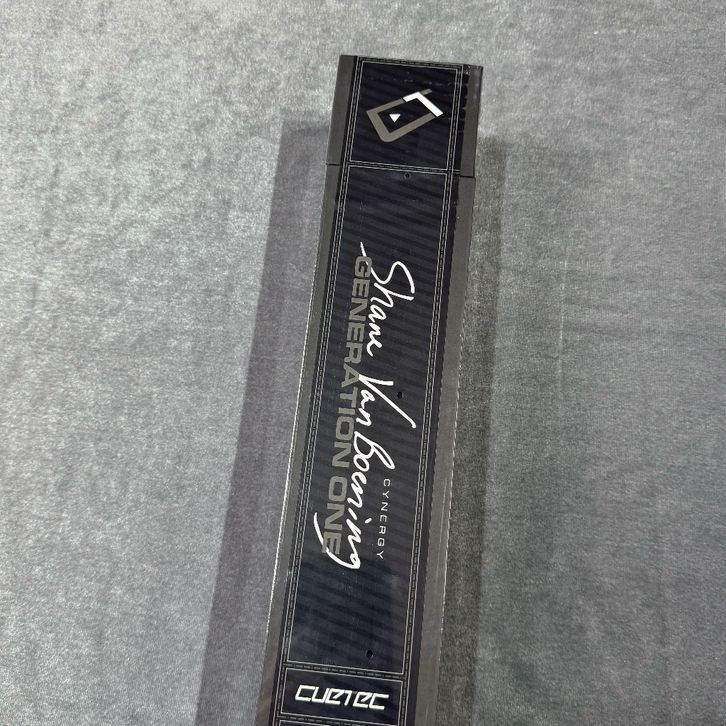 Shane Van Boening
GENERATION ONE
CYNERGY
CUETEC